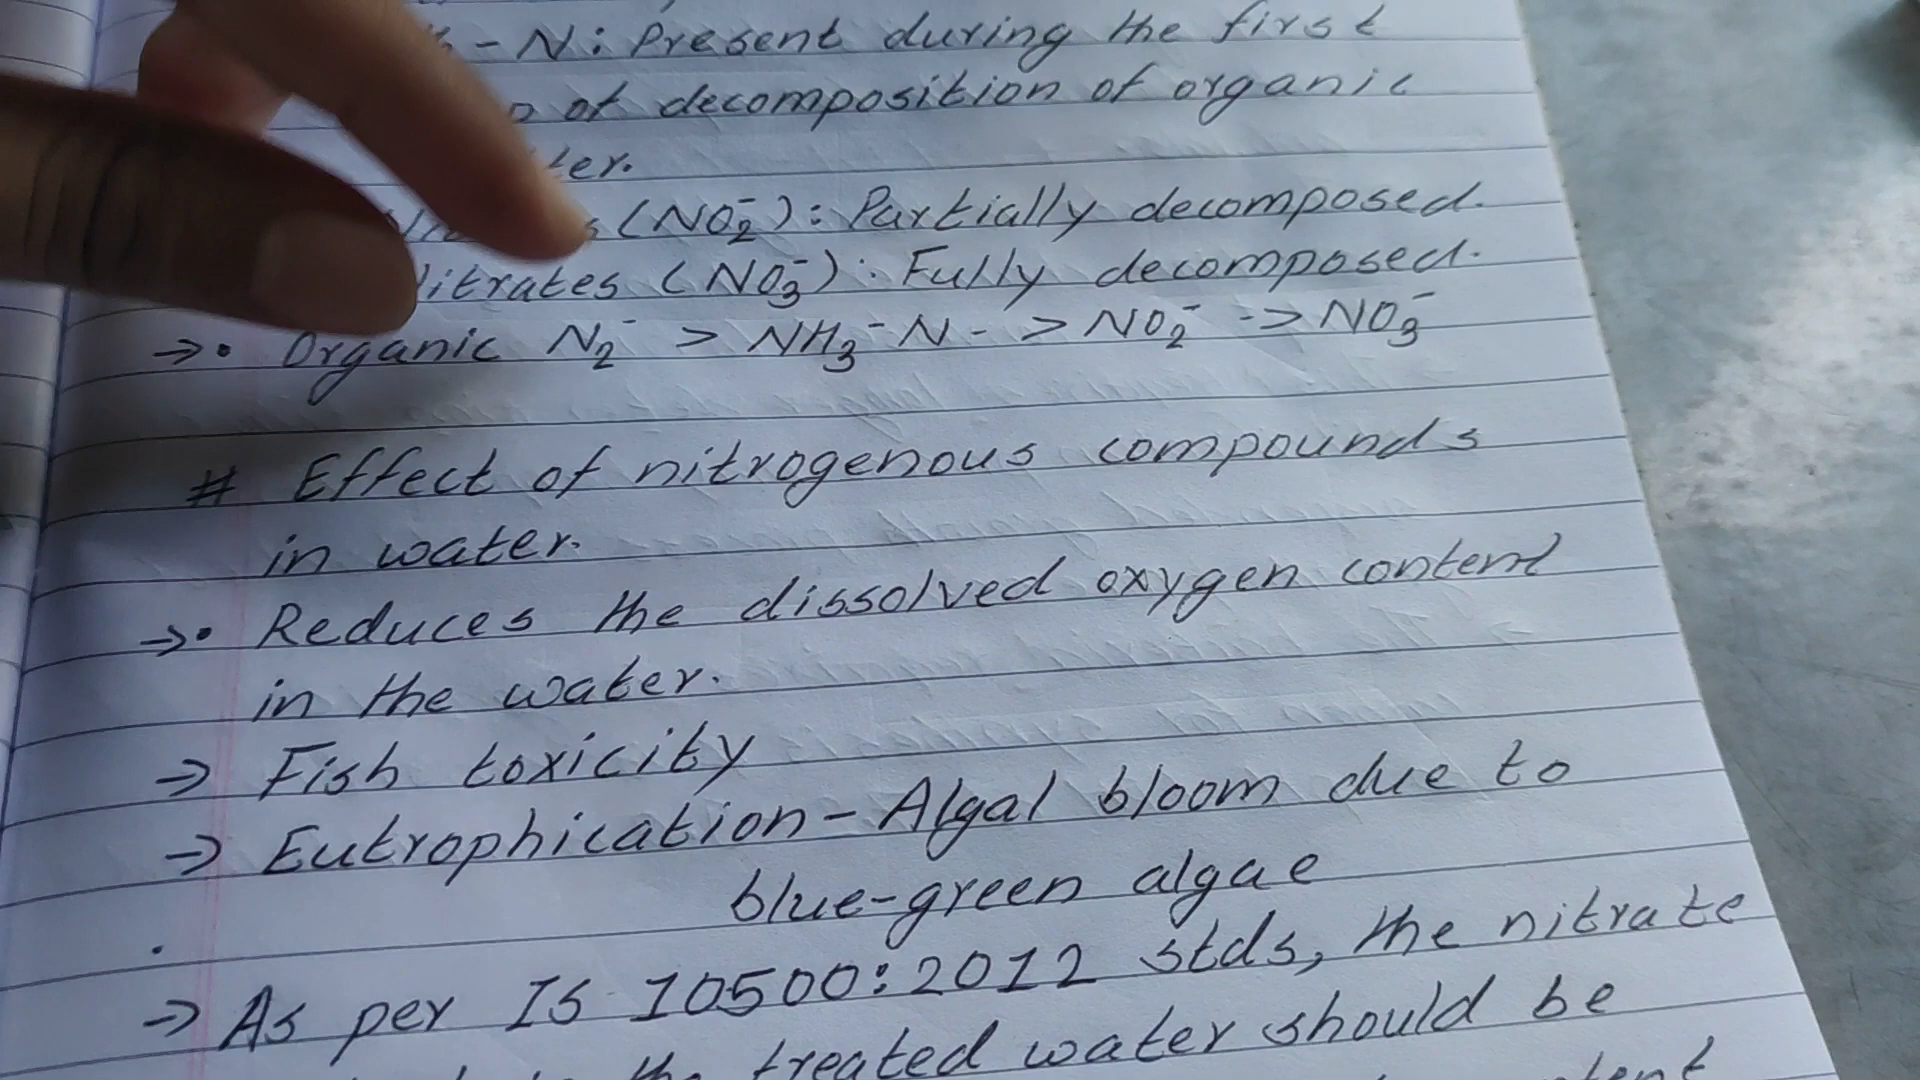 - N: Present during the first
of decomposition of organic
(NO₂⁻): Partially decomposed.
itrates (NO₃⁻): Fully decomposed.
→• Organic N₂⁻ > NH₃⁻N - > NO₂⁻ -> NO₃⁻
# Effect of nitrogenous compounds
in water.
→• Reduces the dissolved oxygen content
in the water.
→ Fish toxicity
→ Eutrophication - Algal bloom due to
blue-green algae
→ As per IS 10500:2012 stds, the nitrate
the treated water should be